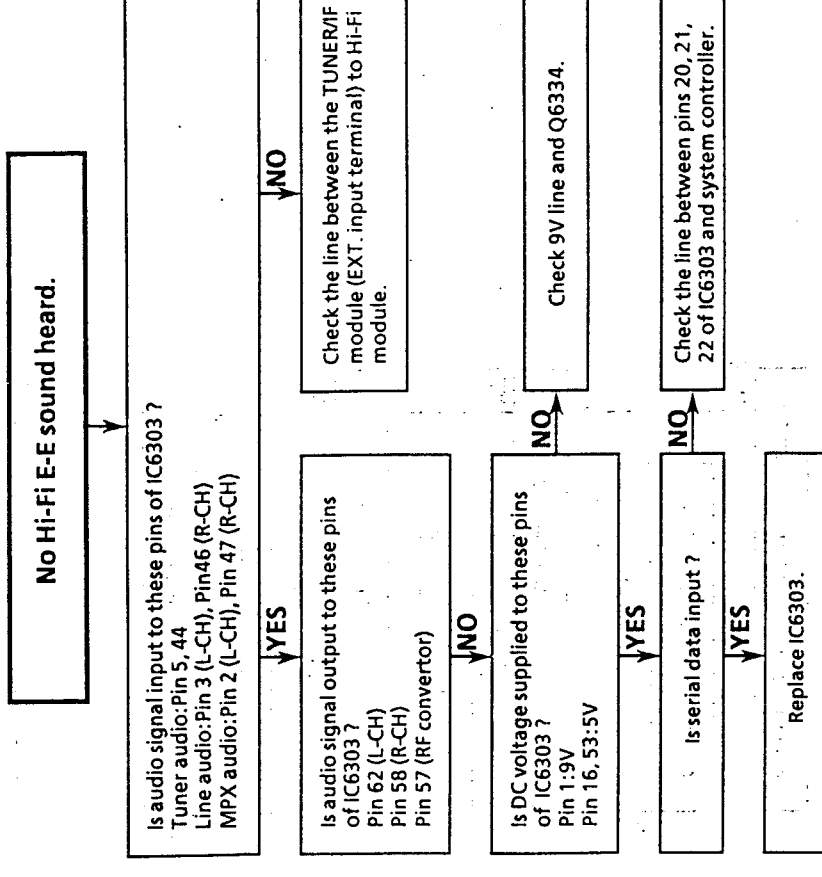 No Hi-Fi E-E sound heard.
Is audio signal input to these pins of IC6303 ?
Tuner audio:Pin 5, 44
Line audio:Pin 3 (L-CH), Pin46 (R-CH)
MPX audio:Pin 2 (L-CH), Pin 47 (R-CH)
YES
NO
Is audio signal output to these pins
of IC6303 ?
Pin 62 (L-CH)
Pin 58 (R-CH)
Pin 57 (RF convertor)
Check the line between the TUNER/IF
module (EXT. input terminal) to Hi-Fi
module.
NO
Is DC voltage supplied to these pins
of IC6303 ?
Pin 1:9V
Pin 16, 53:5V
NO
Check 9V line and Q6334.
YES
Is serial data input ?
NO
Check the line between pins 20, 21,
22 of IC6303 and system controller.
YES
Replace IC6303.